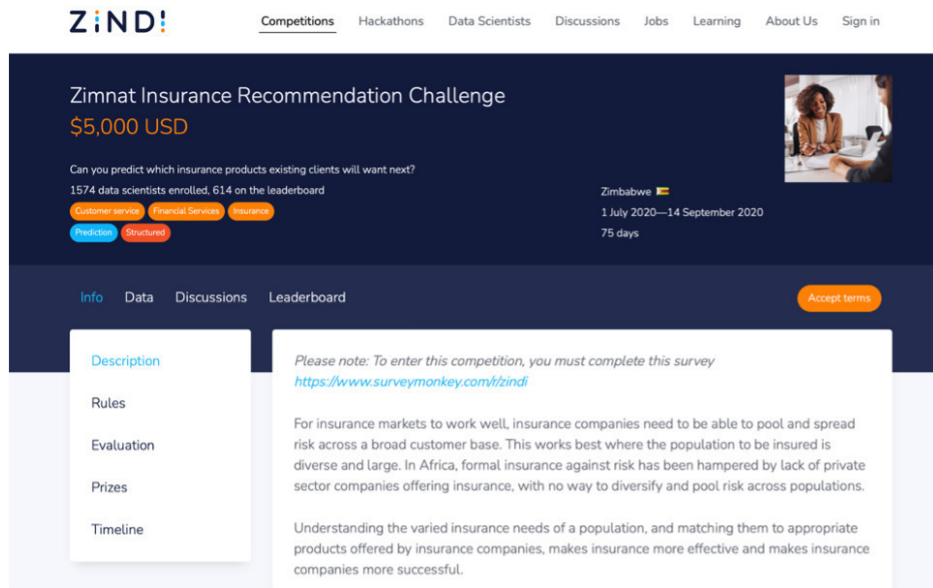 ZiNDi
Competitions Hackathons Data Scientists Discussions Jobs Learning About Us Sign in
Zimnat Insurance Recommendation Challenge
$5,000 USD
Can you predict which insurance products existing clients will want next?
1574 data scientists enrolled, 614 on the leaderboard
Customer service Financial Services Insurance
Prediction Structured
Zimbabwe
1 July 2020—14 September 2020
75 days
Info Data Discussions Leaderboard
Accept terms
Description
Rules
Evaluation
Prizes
Timeline
Please note: To enter this competition, you must complete this survey
https://www.surveymonkey.com/r/zindi
For insurance markets to work well, insurance companies need to be able to pool and spread
risk across a broad customer base. This works best where the population to be insured is
diverse and large. In Africa, formal insurance against risk has been hampered by lack of private
sector companies offering insurance, with no way to diversify and pool risk across populations.
Understanding the varied insurance needs of a population, and matching them to appropriate
products offered by insurance companies, makes insurance more effective and makes insurance
companies more successful.